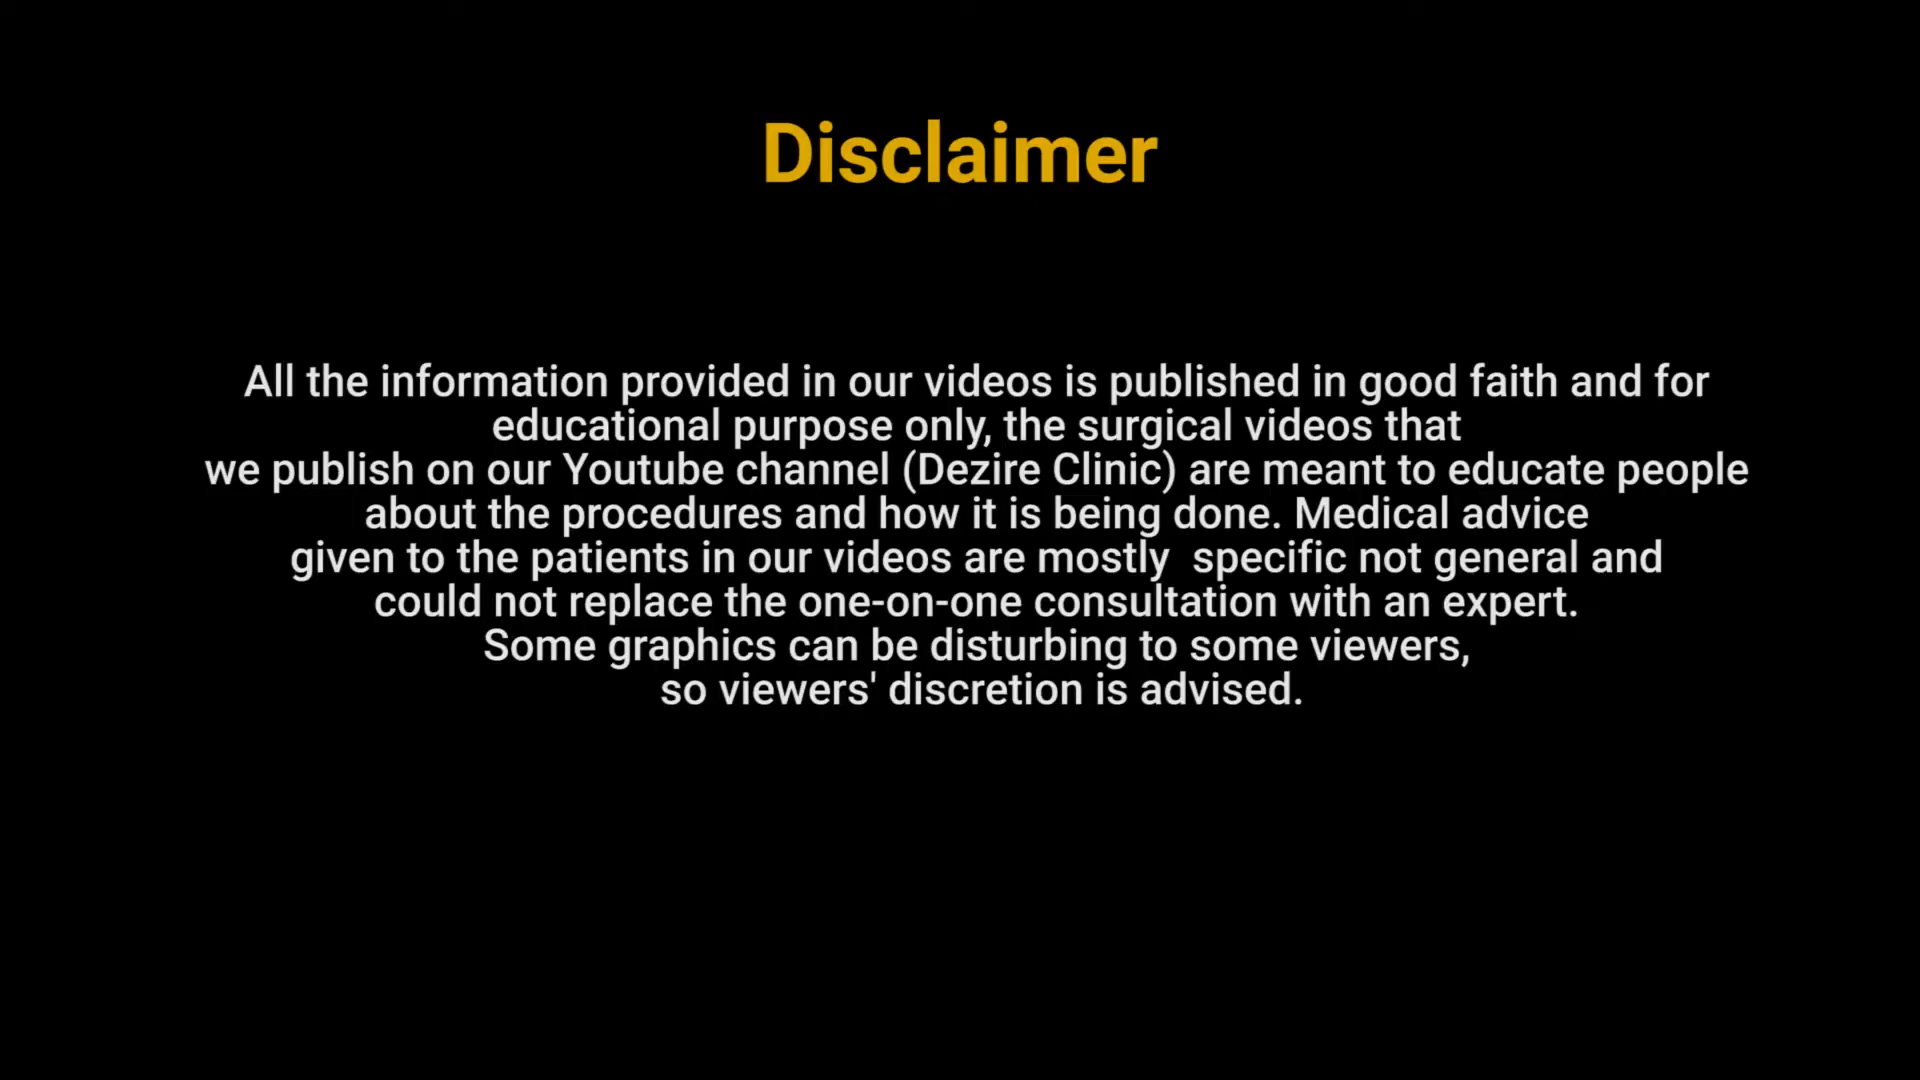 Disclaimer
All the information provided in our videos is published in good faith and for
educational purpose only, the surgical videos that
we publish on our Youtube channel (Dezire Clinic) are meant to educate people
about the procedures and how it is being done. Medical advice
given to the patients in our videos are mostly  specific not general and
could not replace the one-on-one consultation with an expert.
Some graphics can be disturbing to some viewers,
so viewers' discretion is advised.